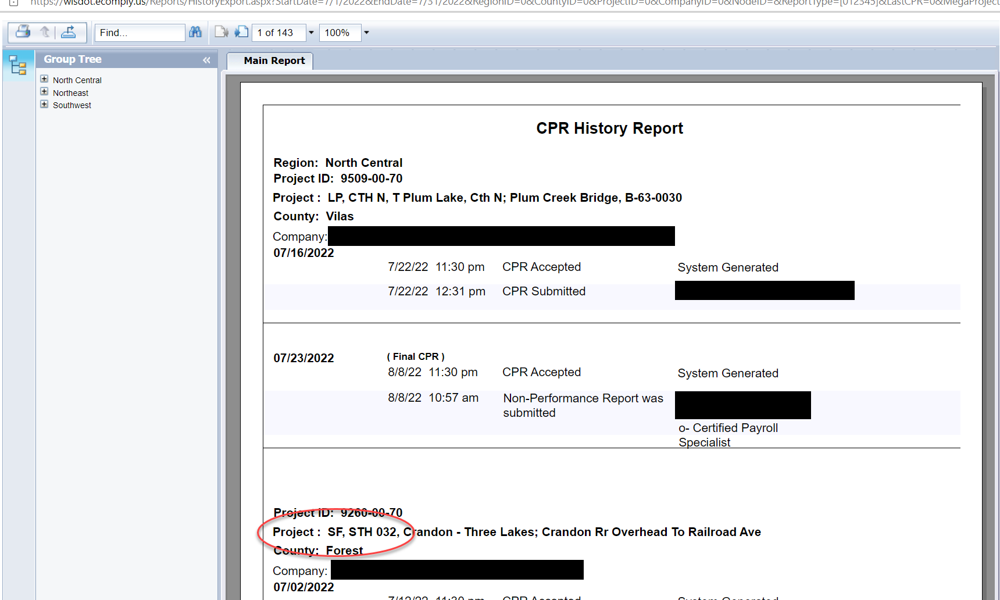 https://wisdot.ecomply.us/Reports/HistoryExport.aspx?StartDate=7/1/2022&EndDate=7/31/2022&RegionID=0&CountyID=0&ProjectID=0&CompanyID=0&NodeID=&ReportType=[012345]&LastCPR=0&MegaProject
Find...
1 of 143
100%
Group Tree
North Central
Northeast
Southwest
Main Report
CPR History Report
Region: North Central
Project ID: 9509-00-70
Project : LP, CTH N, T Plum Lake, Cth N; Plum Creek Bridge, B-63-0030
County: Vilas
Company:
07/16/2022
7/22/22 11:30 pm CPR Accepted System Generated
7/22/22 12:31 pm CPR Submitted
07/23/2022 ( Final CPR )
8/8/22 11:30 pm CPR Accepted System Generated
8/8/22 10:57 am Non-Performance Report was
submitted
o- Certified Payroll
Specialist
Project ID: 9260-00-70
Project : SF, STH 032, Crandon - Three Lakes; Crandon Rr Overhead To Railroad Ave
County: Forest
Company:
07/02/2022
7/12/22 11:30 pm CPR Accepted System Generated